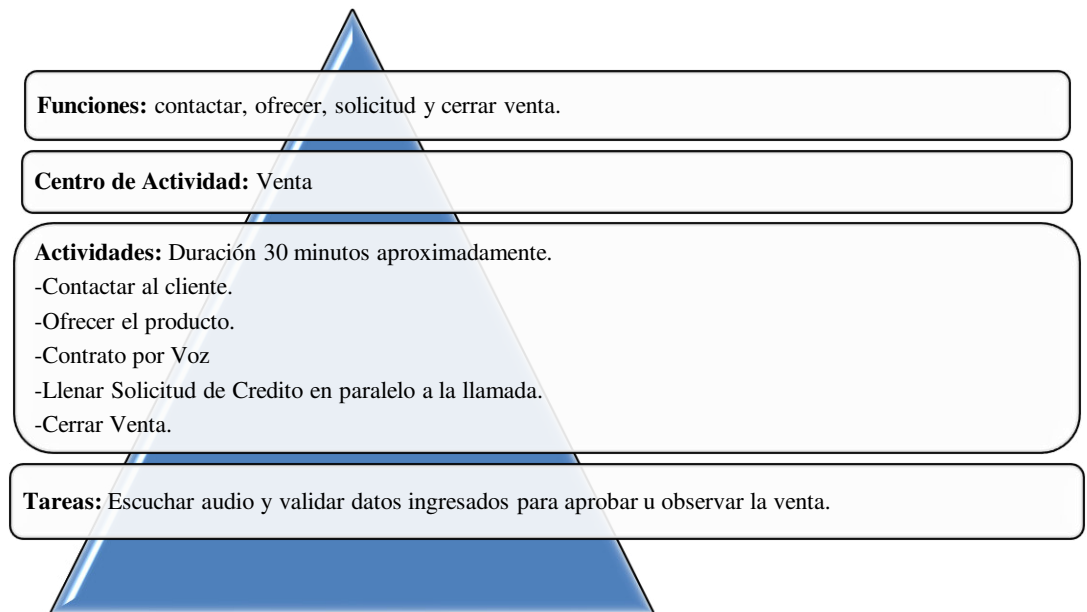 Funciones: contactar, ofrecer, solicitud y cerrar venta.
Centro de Actividad: Venta
Actividades: Duración 30 minutos aproximadamente.
-Contactar al cliente.
-Ofrecer el producto.
-Contrato por Voz
-Llenar Solicitud de Credito en paralelo a la llamada.
-Cerrar Venta.
Tareas: Escuchar audio y validar datos ingresados para aprobar u observar la venta.